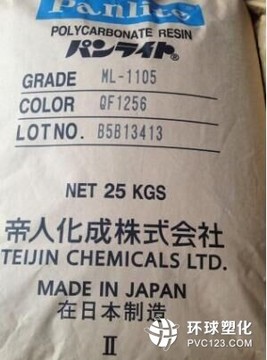 Panlite
POLYCARBONATE RESIN
パンライト®
GRADE ML-1105
COLOR QF1256
LOT NO. B5B13413
NET 25 KGS
帝人化成株式会社
TEIJIN CHEMICALS LTD.
MADE IN JAPAN
在日本制造
II
环球塑化
PVC123.COM